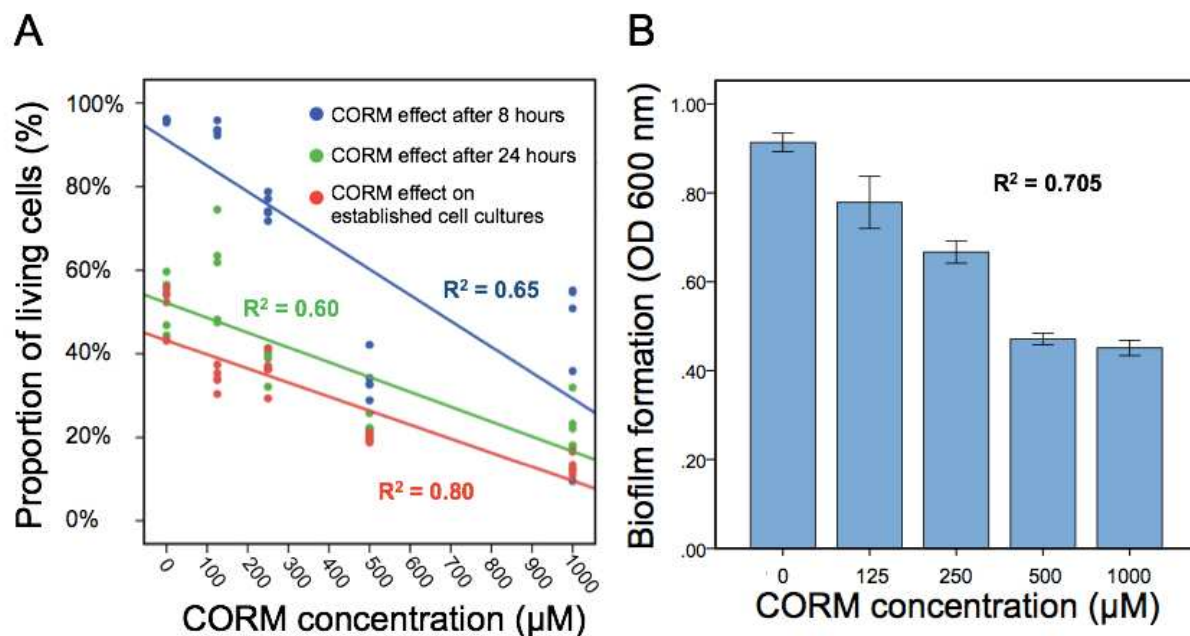 A
B
100%
80%
60%
40%
20%
0%
Proportion of living cells (%)
CORM effect after 8 hours
CORM effect after 24 hours
CORM effect on
established cell cultures
R² = 0.65
R² = 0.60
R² = 0.80
0
100
200
300
400
500
600
700
800
900
1000
CORM concentration (µM)
1.00
.80
.60
.40
.20
.00
Biofilm formation (OD 600 nm)
R² = 0.705
0
125
250
500
1000
CORM concentration (µM)